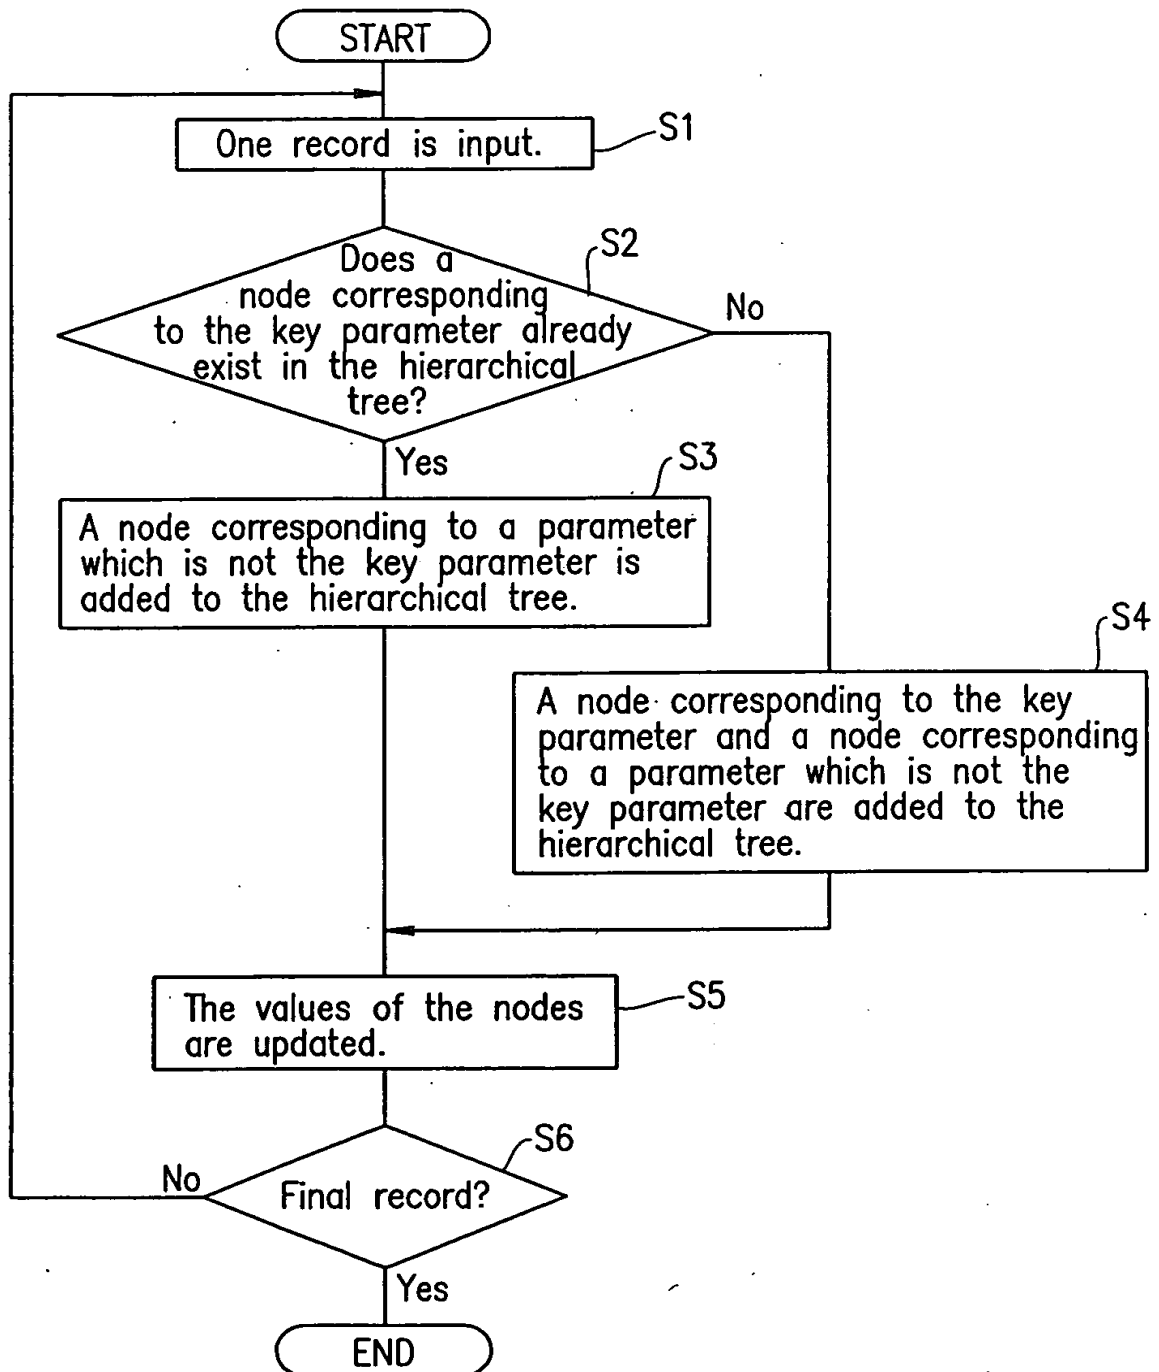 START
One record is input.
S1
S2
Does a
node corresponding
to the key parameter already
exist in the hierarchical
tree?
No
Yes
S3
A node corresponding to a parameter
which is not the key parameter is
added to the hierarchical tree.
S4
A node corresponding to the key
parameter and a node corresponding
to a parameter which is not the
key parameter are added to the
hierarchical tree.
The values of the nodes
are updated.
S5
S6
Final record?
No
Yes
END